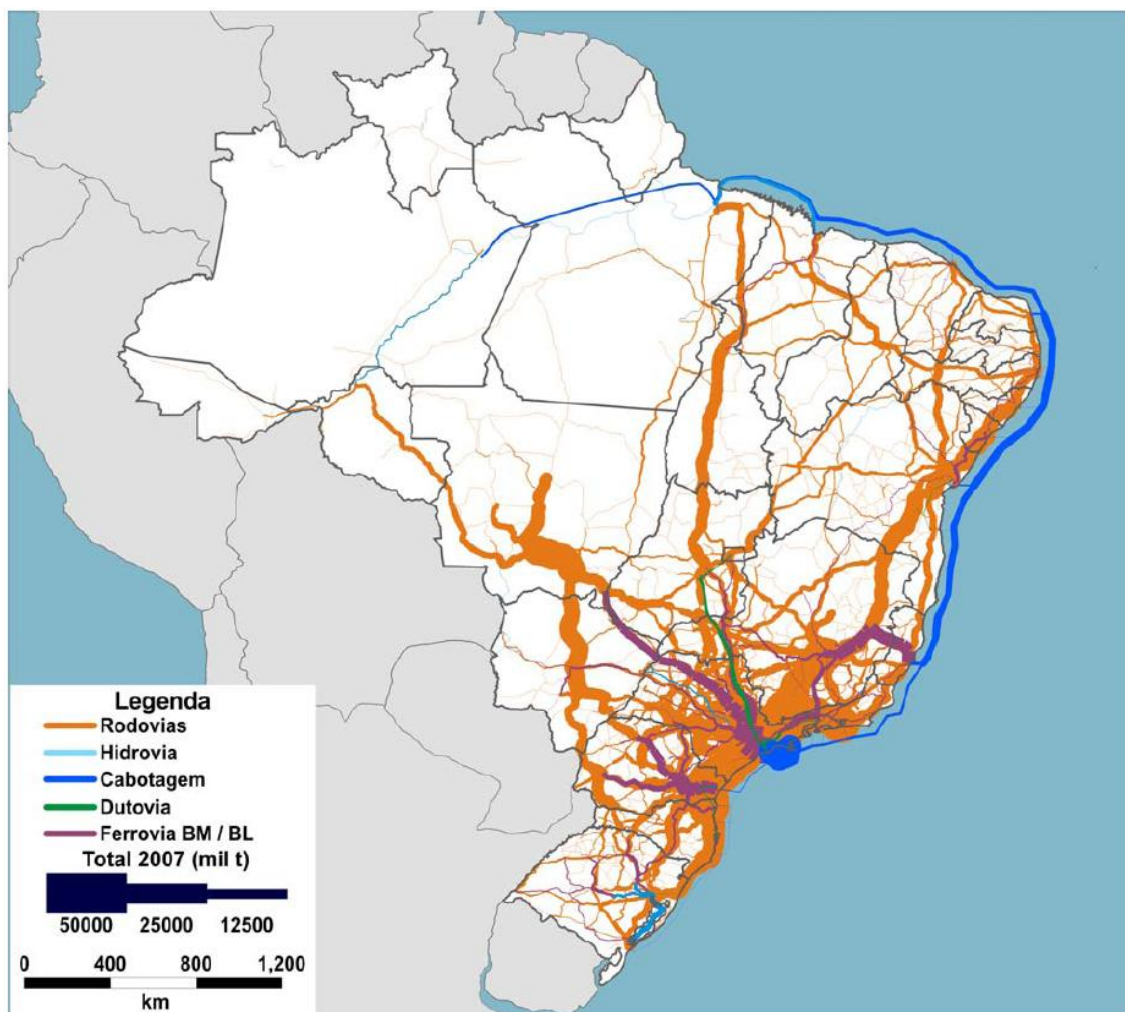 Legenda
Rodovias
Hidrovia
Cabotagem
Dutovia
Ferrovia BM / BL
Total 2007 (mil t)
50000 25000 12500
0 400 800 1,200
km